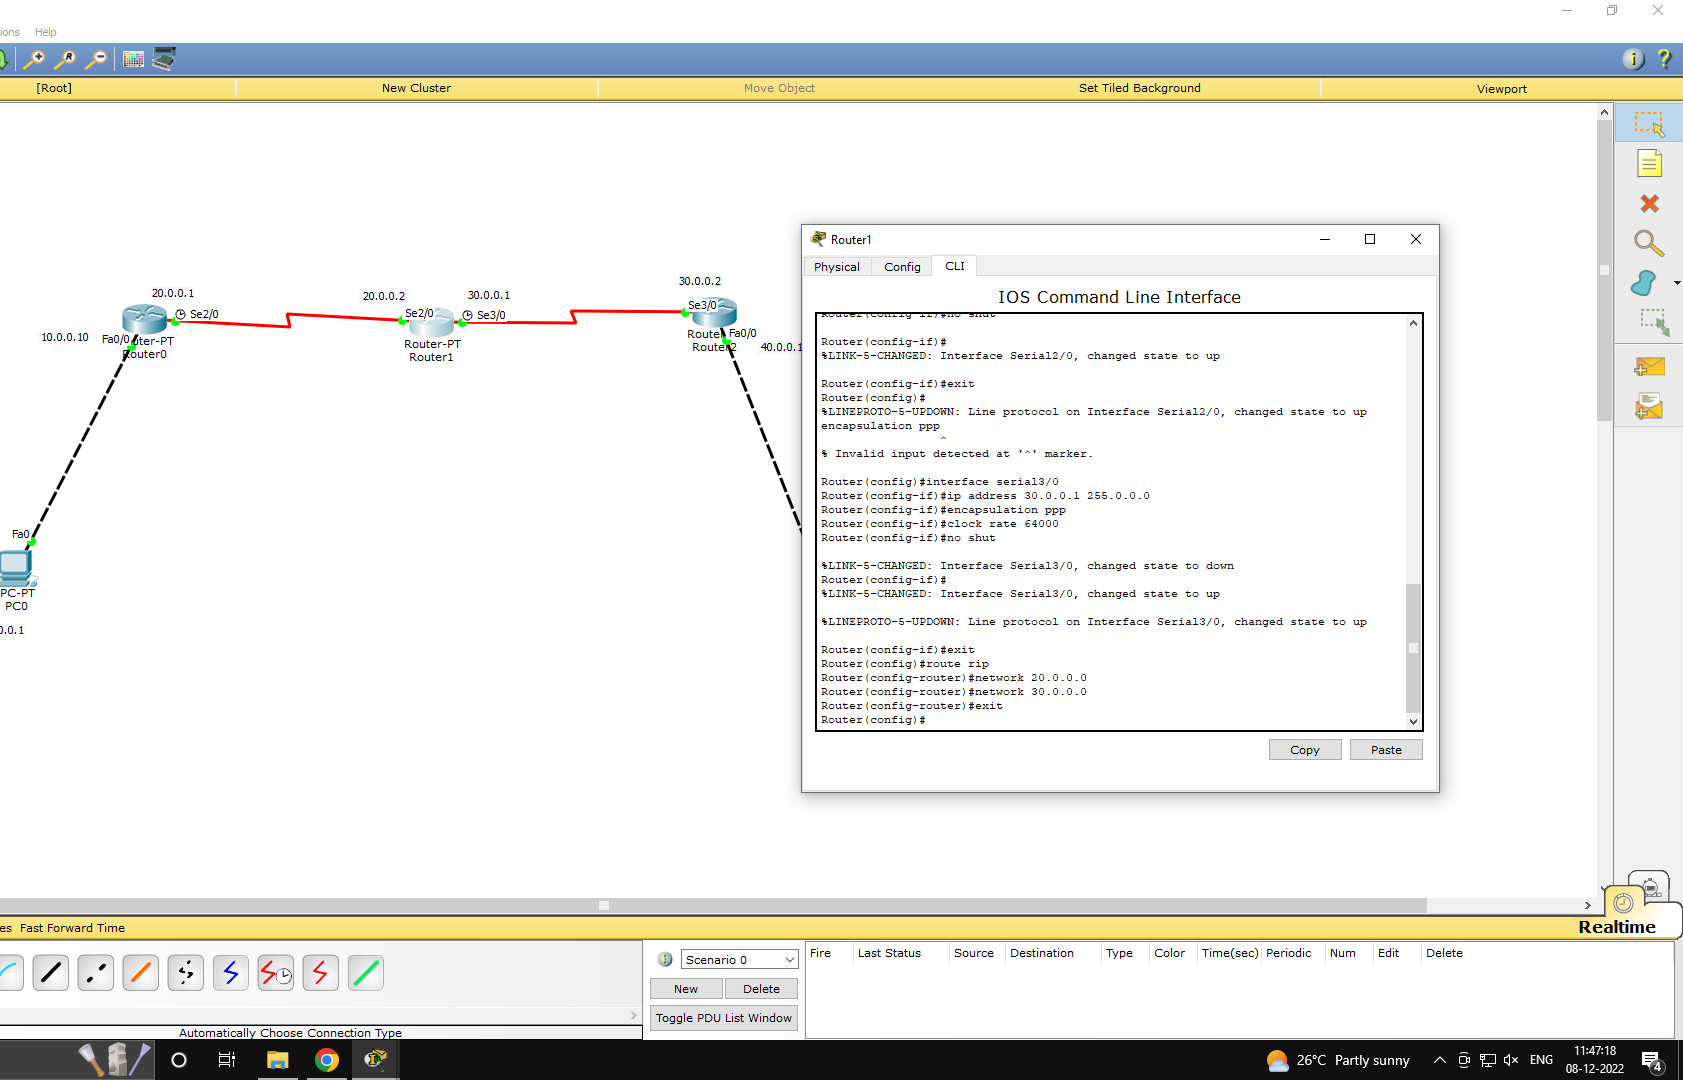 ions Help
[Root] New Cluster Move Object Set Tiled Background Viewport
20.0.0.1
Se2/0
10.0.0.10
Fa0/0
uter-PT
Router0
20.0.0.2
Se2/0
30.0.0.1
Se3/0
Router-PT
Router1
30.0.0.2
Se3/0
Router
Fa0/0
Router2
40.0.0.1
Fa0
PC-PT
PC0
0.0.1
Router1
Physical Config CLI
IOS Command Line Interface
Router(config-if)#no shut
Router(config-if)#
%LINK-5-CHANGED: Interface Serial2/0, changed state to up
Router(config-if)#exit
Router(config)#
%LINEPROTO-5-UPDOWN: Line protocol on Interface Serial2/0, changed state to up
encapsulation ppp
^
% Invalid input detected at '^' marker.
Router(config)#interface serial3/0
Router(config-if)#ip address 30.0.0.1 255.0.0.0
Router(config-if)#encapsulation ppp
Router(config-if)#clock rate 64000
Router(config-if)#no shut
%LINK-5-CHANGED: Interface Serial3/0, changed state to down
Router(config-if)#
%LINK-5-CHANGED: Interface Serial3/0, changed state to up
%LINEPROTO-5-UPDOWN: Line protocol on Interface Serial3/0, changed state to up
Router(config-if)#exit
Router(config)#route rip
Router(config-router)#network 20.0.0.0
Router(config-router)#network 30.0.0.0
Router(config-router)#exit
Router(config)#
Copy Paste
es Fast Forward Time
Realtime
Scenario 0
New Delete
Toggle PDU List Window
Fire Last Status Source Destination Type Color Time(sec) Periodic Num Edit Delete
Automatically Choose Connection Type
26°C Partly sunny
ENG
11:47:18
08-12-2022
4